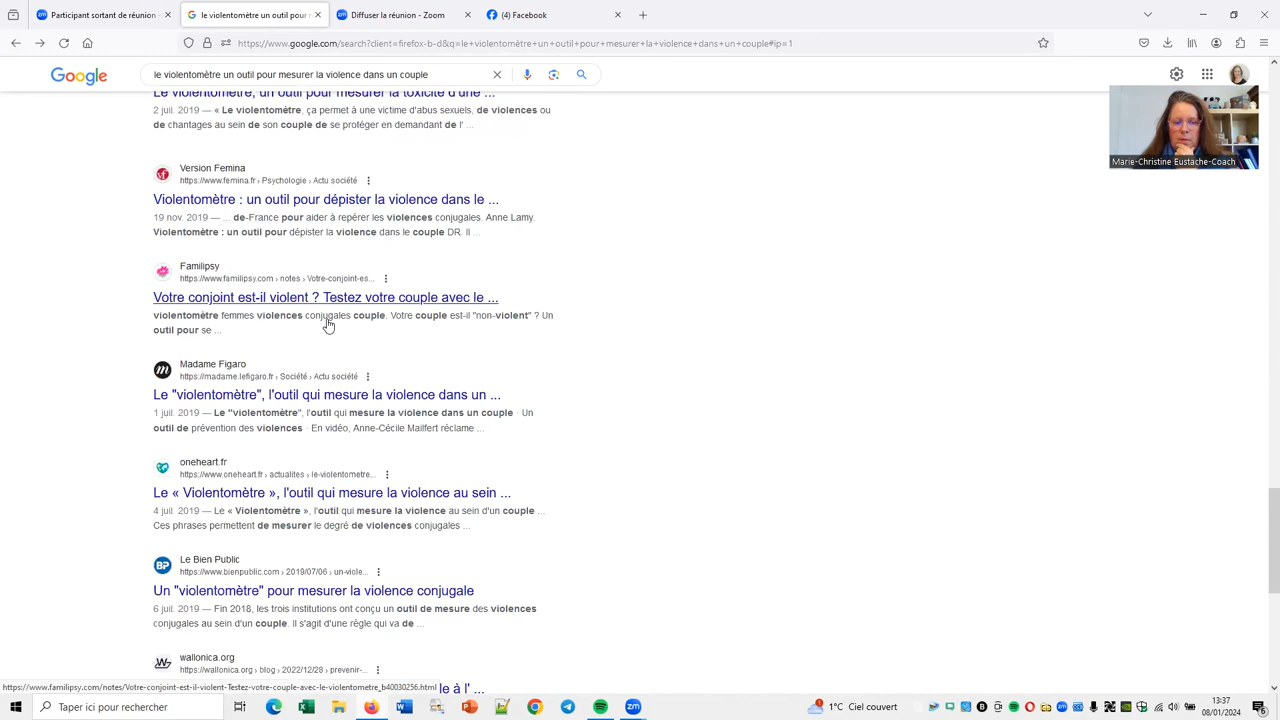 Participant sortant de réunion -
le violentomètre un outil pour
Diffuser la réunion - Zoom
(4) Facebook
https://www.google.com/search?client=firefox-b-d&q=le+violentomètre+un+outil+pour+mesurer+la+violence+dans+un+couple#ip=1
Google
le violentomètre un outil pour mesurer la violence dans un couple
Le violentomètre, un outil pour mesurer la toxicité d'une ...
2 juil. 2019 — « Le violentomètre, ça permet à une victime d'abus sexuels, de violences ou
de chantages au sein de son couple de se protéger en demandant de l' ...
Marie-Christine Eustache-Coach
Version Femina
https://www.femina.fr › Psychologie › Actu société
Violentomètre : un outil pour dépister la violence dans le ...
19 nov. 2019 — ... de-France pour aider à repérer les violences conjugales. Anne Lamy.
Violentomètre : un outil pour dépister la violence dans le couple DR. Il ...
Familipsy
https://www.familipsy.com › notes › Votre-conjoint-es...
Votre conjoint est-il violent ? Testez votre couple avec le ...
violentomètre femmes violences conjugales couple. Votre couple est-il "non-violent" ? Un
outil pour se ...
Madame Figaro
https://madame.lefigaro.fr › Société › Actu société
Le "violentomètre", l'outil qui mesure la violence dans un ...
1 juil. 2019 — Le "violentomètre", l'outil qui mesure la violence dans un couple · Un
outil de prévention des violences · En vidéo, Anne-Cécile Mailfert réclame ...
oneheart.fr
https://www.oneheart.fr › actualites › le-violentometre...
Le « Violentomètre », l'outil qui mesure la violence au sein ...
4 juil. 2019 — Le « Violentomètre », l'outil qui mesure la violence au sein d'un couple ...
Ces phrases permettent de mesurer le degré de violences conjugales ...
Le Bien Public
https://www.bienpublic.com › 2019/07/06 › un-viole...
Un "violentomètre" pour mesurer la violence conjugale
6 juil. 2019 — Fin 2018, les trois institutions ont conçu un outil de mesure des violences
conjugales au sein d'un couple. Il s'agit d'une règle qui va de ...
wallonica.org
https://wallonica.org › blog › 2022/12/28 › prevenir-...
https://www.familipsy.com/notes/Votre-conjoint-est-il-violent-Testez-votre-couple-avec-le-violentometre_b40030256.html
le à l' ...
Taper ici pour rechercher
1°C Ciel couvert
13:37
08/01/2024